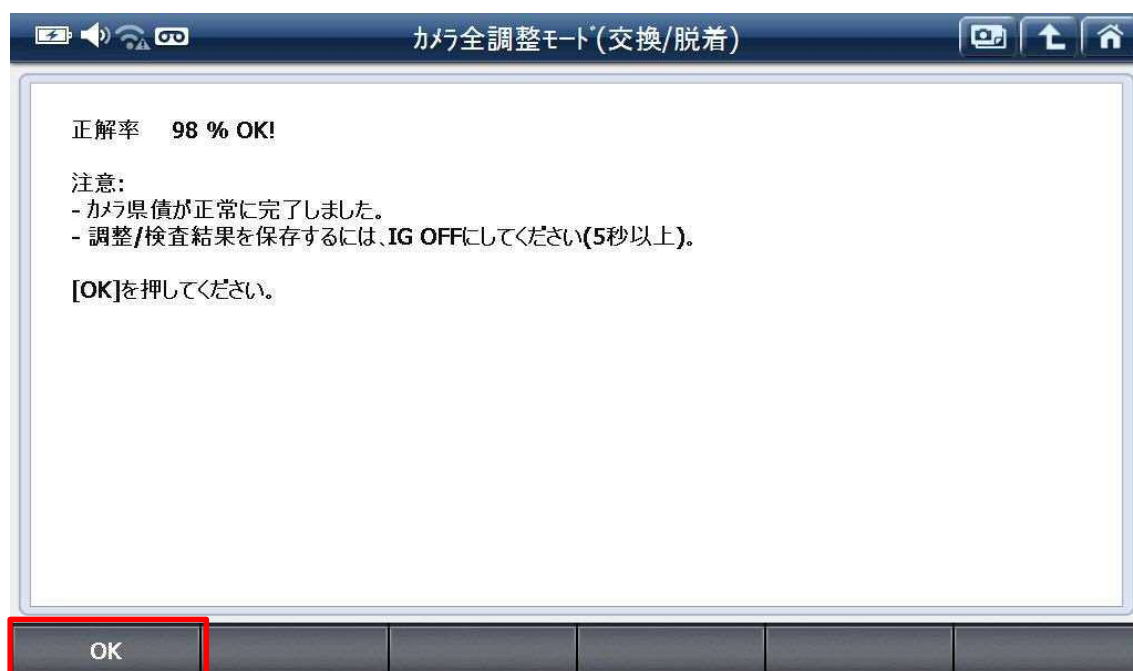 カメラ全調整モード(交換/脱着)
正解率 98 % OK!
注意:
- カメラ県債が正常に完了しました。
- 調整/検査結果を保存するには、IG OFFにしてください(5秒以上)。
[OK]を押してください。
OK